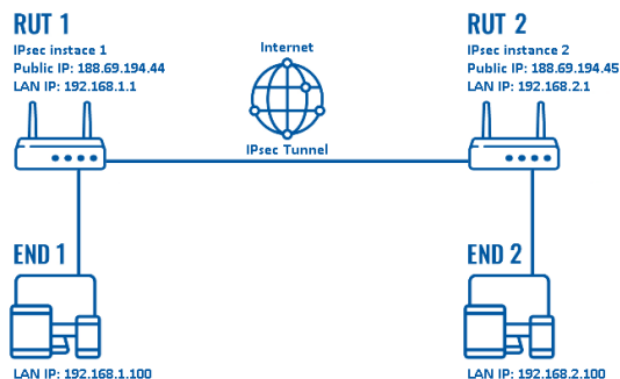 RUT 1
IPsec instace 1
Public IP: 188.69.194.44
LAN IP: 192.168.1.1
Internet
IPsec Tunnel
RUT 2
IPsec instance 2
Public IP: 188.69.194.45
LAN IP: 192.168.2.1
END 1
LAN IP: 192.168.1.100
END 2
LAN IP: 192.168.2.100